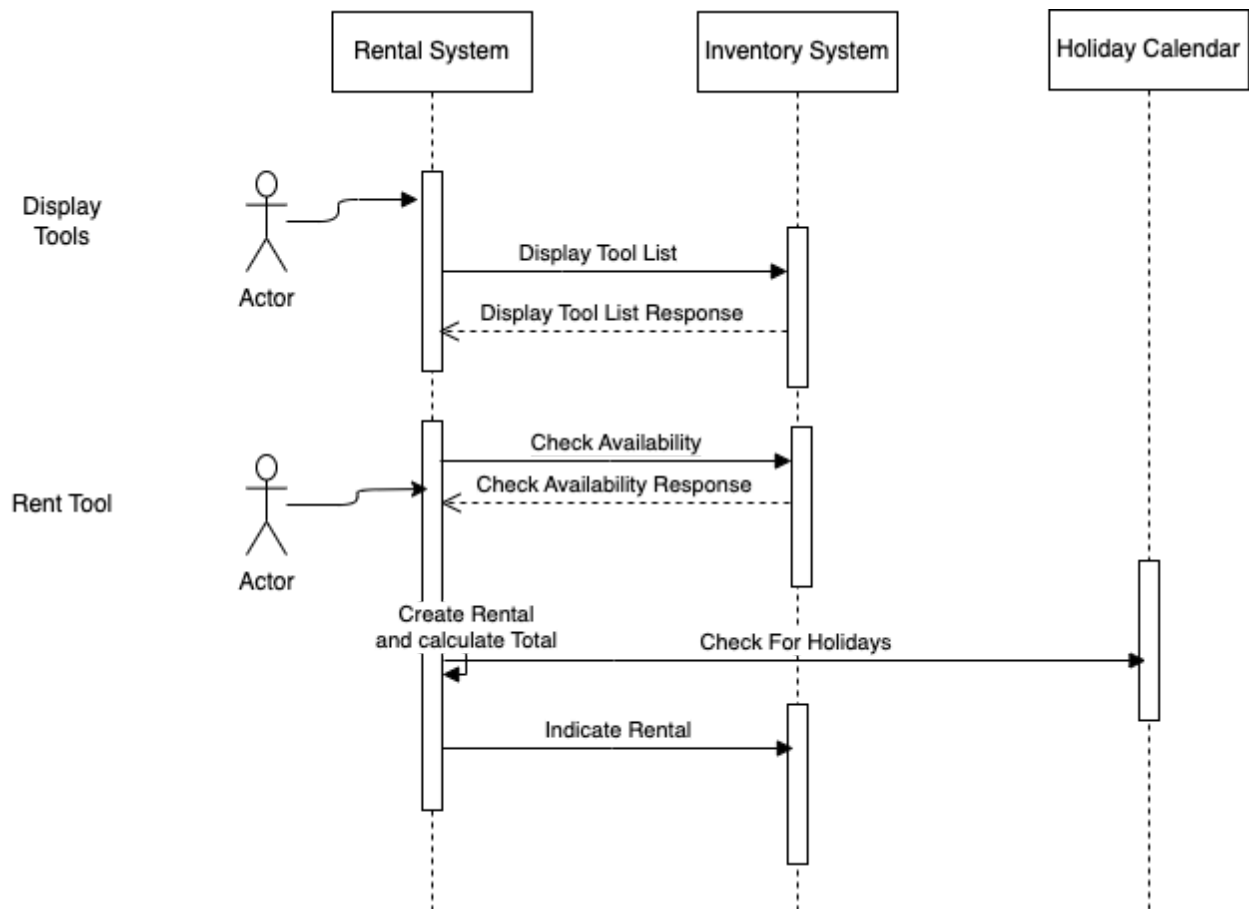 Rental System
Inventory System
Holiday Calendar
Display
Tools
Actor
Display Tool List
Display Tool List Response
Rent Tool
Actor
Check Availability
Check Availability Response
Create Rental
and calculate Total
Check For Holidays
Indicate Rental